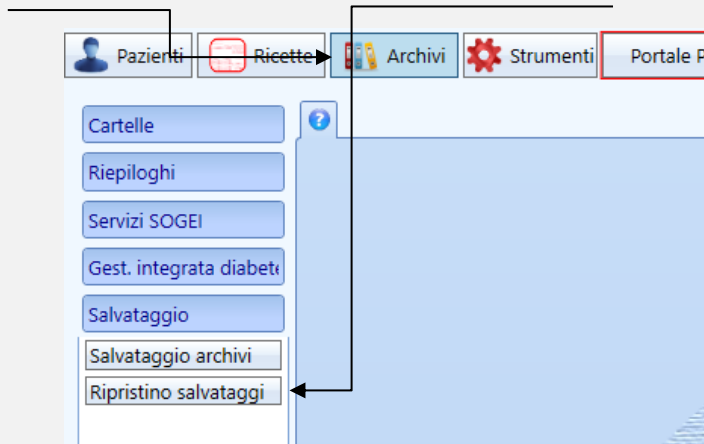 Pazienti Ricette Archivi Strumenti Portale P
Cartelle
Riepiloghi
Servizi SOGEI
Gest. integrata diabete
Salvataggio
Salvataggio archivi
Ripristino salvataggi